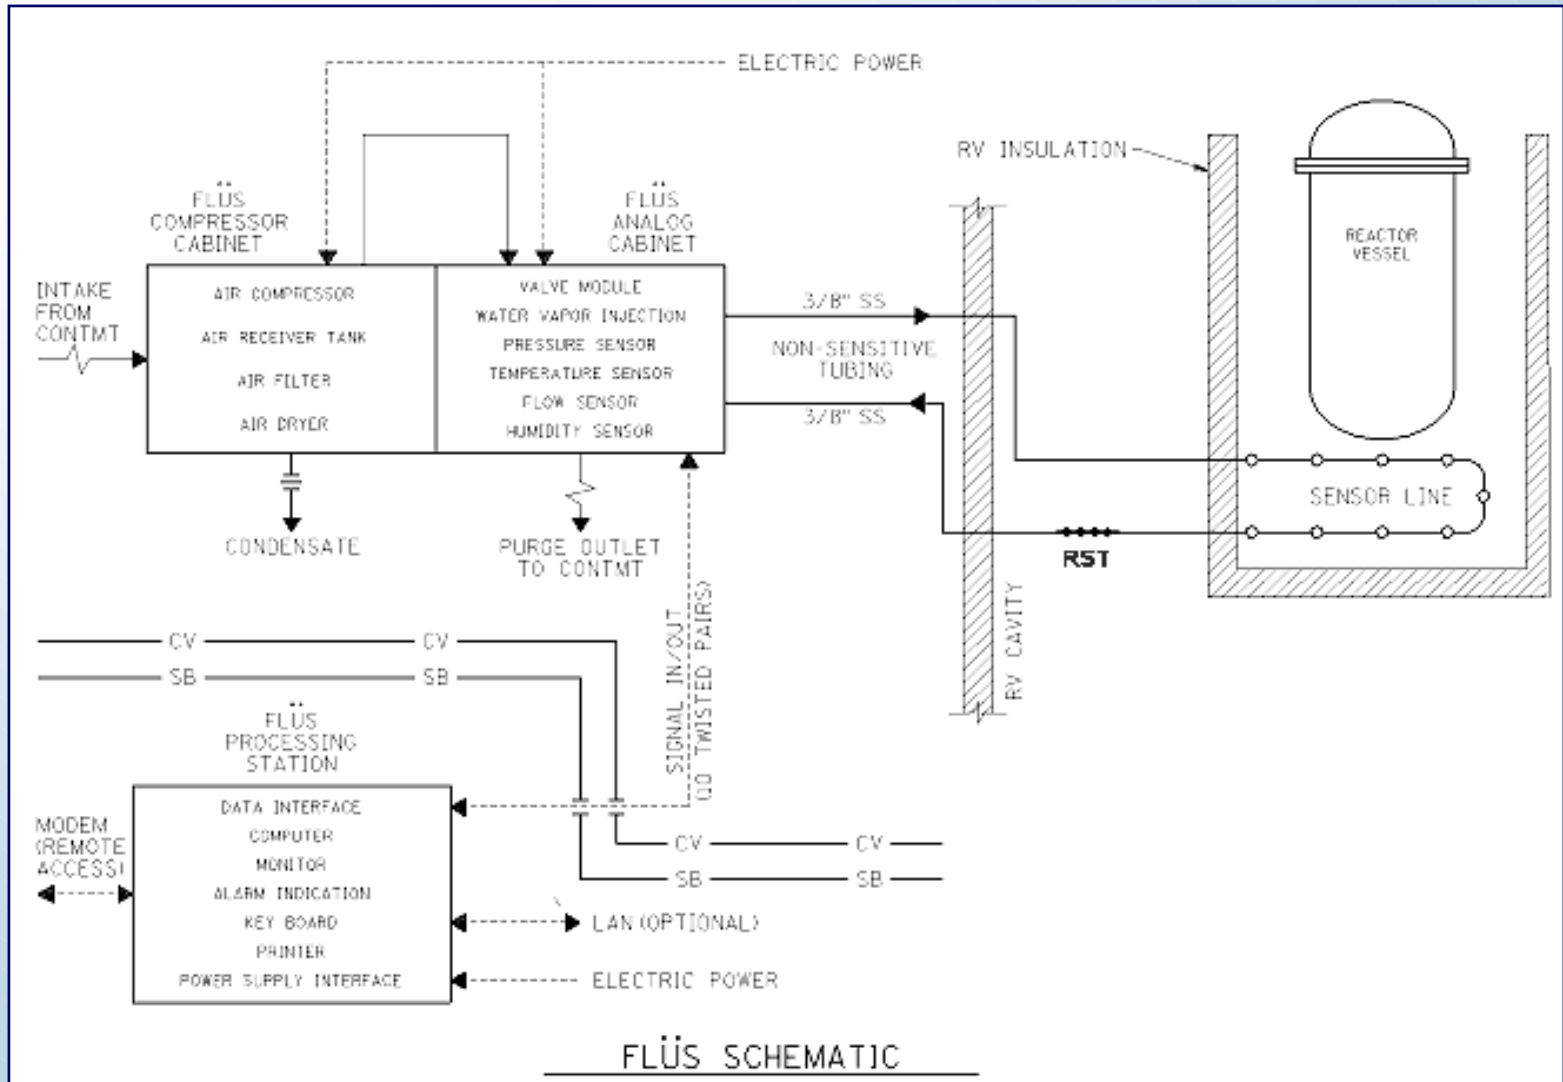 ELECTRIC POWER
RV INSULATION
FLÜS
COMPRESSOR
CABINET
FLÜS
ANALOG
CABINET
REACTOR
VESSEL
INTAKE
FROM
CONTMT
AIR COMPRESSOR
AIR RECEIVER TANK
AIR FILTER
AIR DRYER
VALVE MODULE
WATER VAPOR INJECTION
PRESSURE SENSOR
TEMPERATURE SENSOR
FLOW SENSOR
HUMIDITY SENSOR
3/8" SS
NON-SENSITIVE
TUBING
3/8" SS
SENSOR LINE
RST
CONDENSATE
PURGE OUTLET
TO CONTMT
SIGNAL IN/OUT
(10 TWISTED PAIRS)
RV CAVITY
CV CV
SB SB
FLÜS
PROCESSING
STATION
DATA INTERFACE
COMPUTER
MONITOR
ALARM INDICATION
KEY BOARD
PRINTER
POWER SUPPLY INTERFACE
MODEM
(REMOTE
ACCESS)
CV CV
SB SB
LAN (OPTIONAL)
ELECTRIC POWER
FLÜS SCHEMATIC